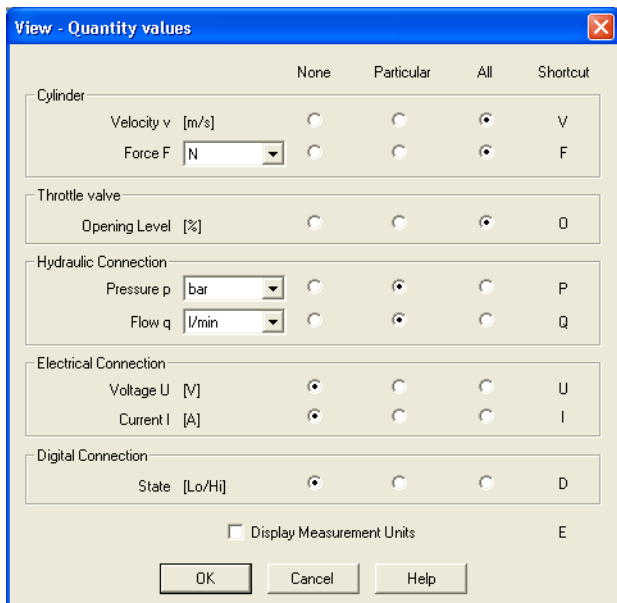 View - Quantity values
None Particular All Shortcut
Cylinder
Velocity v [m/s] V
Force F N F
Throttle valve
Opening Level [%] O
Hydraulic Connection
Pressure p bar P
Flow q l/min Q
Electrical Connection
Voltage U [V] U
Current I [A] I
Digital Connection
State [Lo/Hi] D
Display Measurement Units E
OK Cancel Help